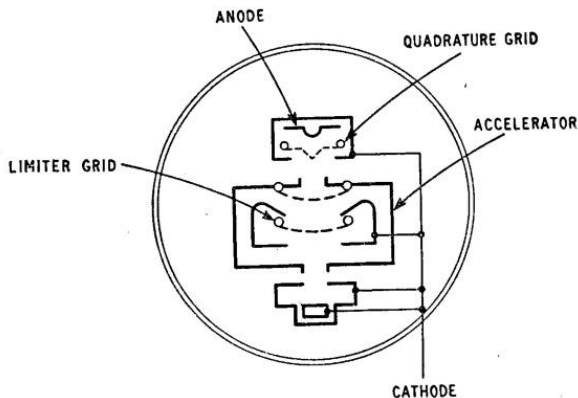 ANODE
QUADRATURE GRID
ACCELERATOR
LIMITER GRID
CATHODE